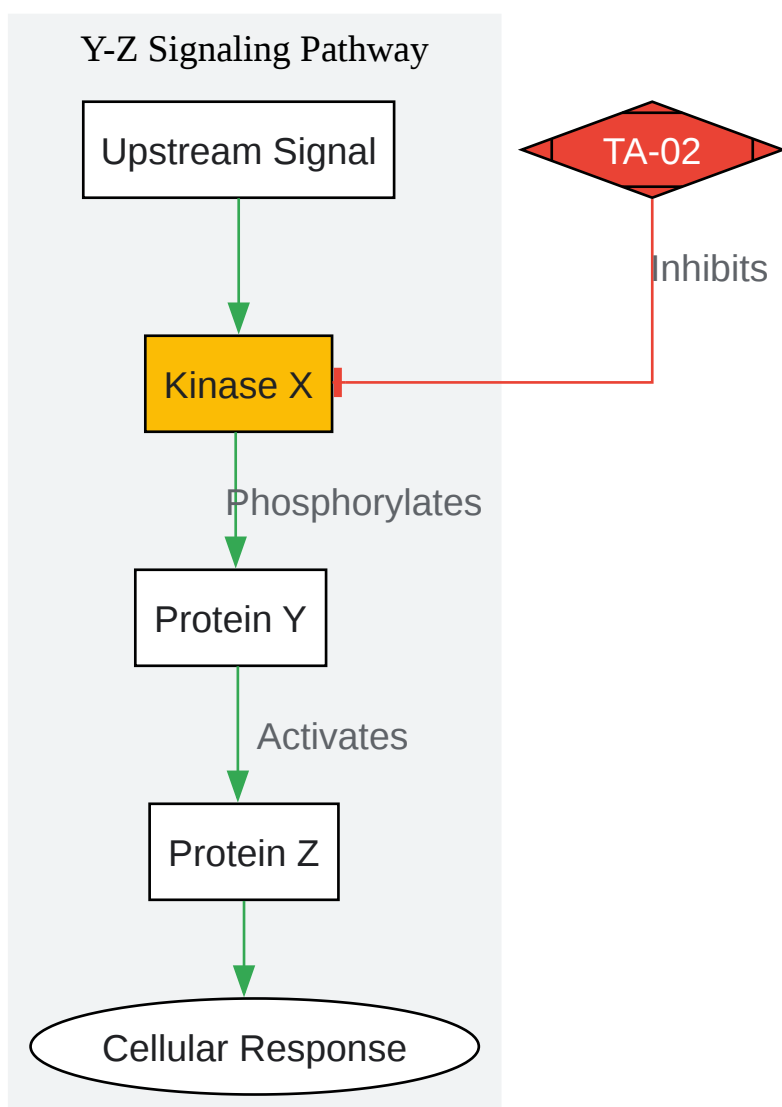 Y-Z Signaling Pathway
Upstream Signal
TA-02
Inhibits
Kinase X
Phosphorylates
Protein Y
Activates
Protein Z
Cellular Response